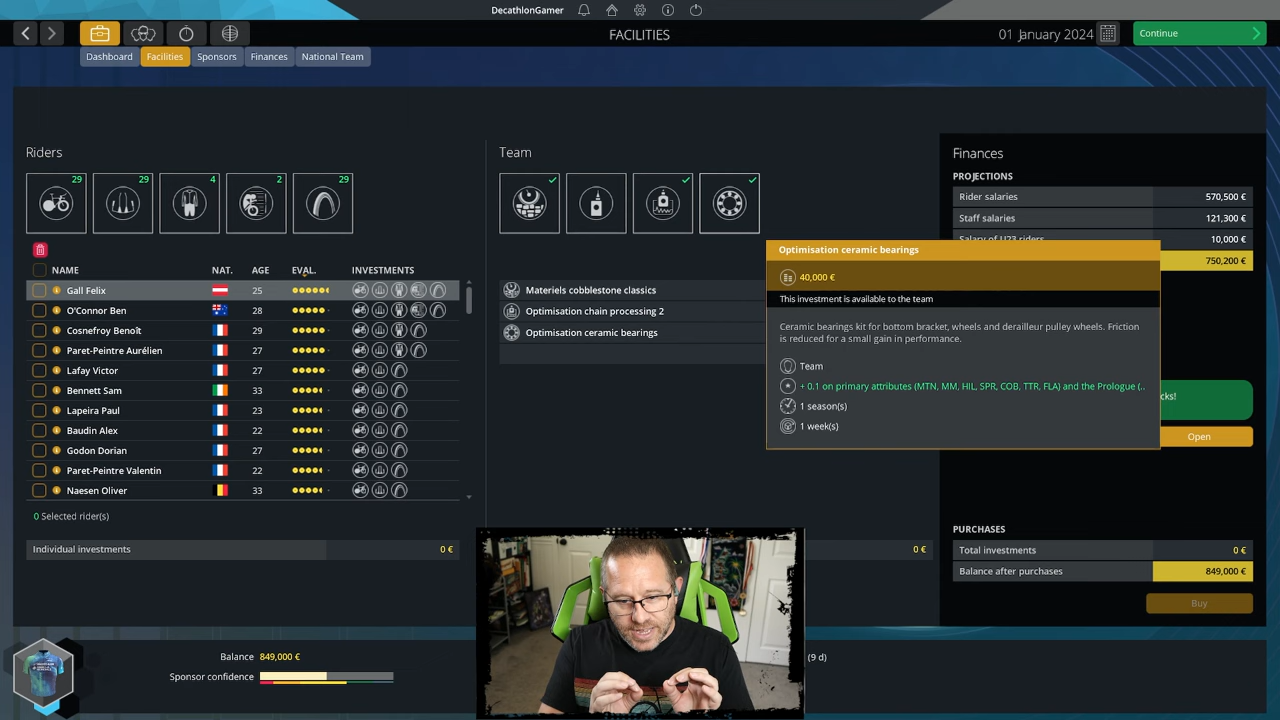 DecathlonGamer
FACILITIES
01 January 2024
Continue
Dashboard
Facilities
Sponsors
Finances
National Team
Riders
29
29
4
2
29
NAME NAT. AGE EVAL. INVESTMENTS
Gall Felix 25
O'Connor Ben 28
Cosnefroy Benoît 29
Paret-Peintre Aurélien 27
Lafay Victor 27
Bennett Sam 33
Lapeira Paul 23
Baudin Alex 22
Godon Dorian 27
Paret-Peintre Valentin 22
Naesen Oliver 33
0 Selected rider(s)
Individual investments 0 €
Team
Materiels cobblestone classics
Optimisation chain processing 2
Optimisation ceramic bearings
0 €
Optimisation ceramic bearings
40,000 €
This investment is available to the team
Ceramic bearings kit for bottom bracket, wheels and derailleur pulley wheels. Friction
is reduced for a small gain in performance.
Team
+ 0.1 on primary attributes (MTN, MM, HIL, SPR, COB, TTR, FLA) and the Prologue (..
1 season(s)
1 week(s)
Finances
PROJECTIONS
Rider salaries 570,500 €
Staff salaries 121,300 €
Salary of U23 riders 10,000 €
750,200 €
cks!
Open
PURCHASES
Total investments 0 €
Balance after purchases 849,000 €
Buy
Balance 849,000 €
Sponsor confidence
(9 d)